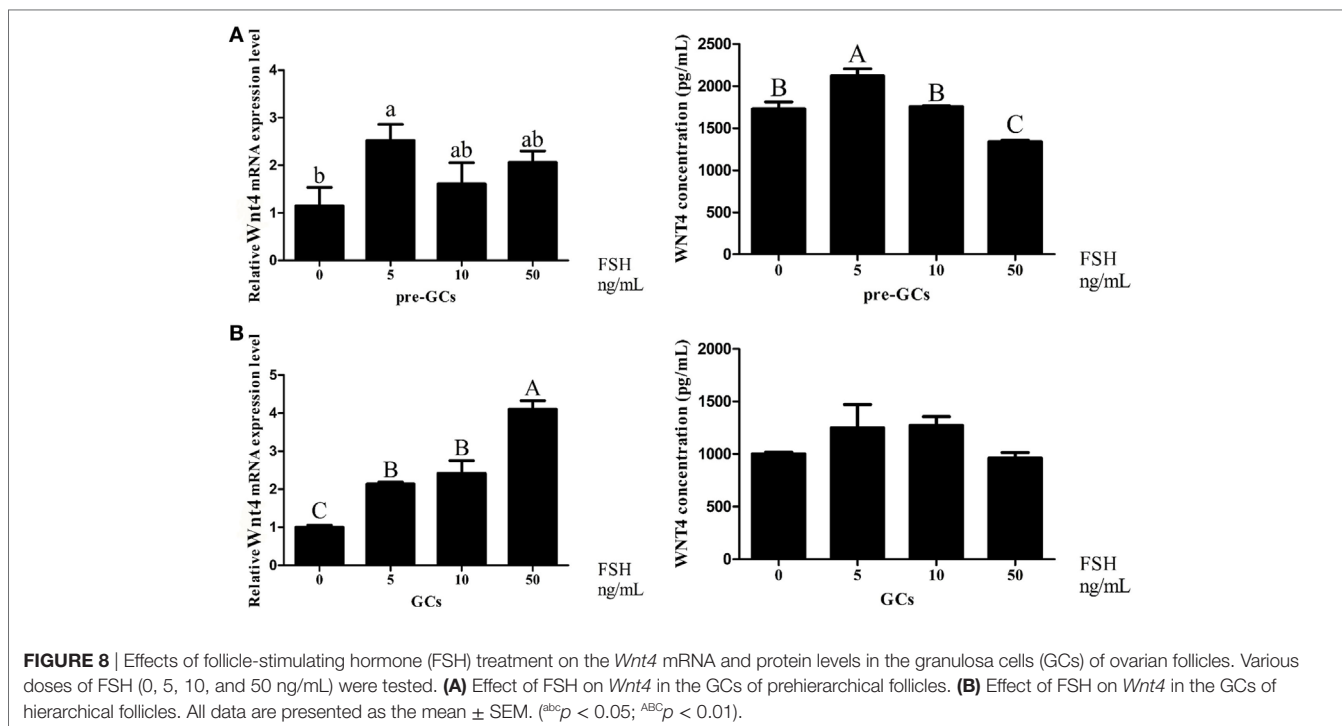 A
Relative Wnt4 mRNA expression level
4
3
2
1
0
b
a
ab
ab
0 5 10 50
pre-GCs
FSH
ng/mL
WNT4 concentration (pg/mL)
2500
2000
1500
1000
500
0
B
A
B
C
0 5 10 50
pre-GCs
FSH
ng/mL
B
Relative Wnt4 mRNA expression level
5
4
3
2
1
0
C
B
B
A
0 5 10 50
GCs
FSH
ng/mL
WNT4 concentration (pg/mL)
2000
1500
1000
500
0
0 5 10 50
GCs
FSH
ng/mL
FIGURE 8 | Effects of follicle-stimulating hormone (FSH) treatment on the Wnt4 mRNA and protein levels in the granulosa cells (GCs) of ovarian follicles. Various
doses of FSH (0, 5, 10, and 50 ng/mL) were tested. (A) Effect of FSH on Wnt4 in the GCs of prehierarchical follicles. (B) Effect of FSH on Wnt4 in the GCs of
hierarchical follicles. All data are presented as the mean ± SEM. (abcp < 0.05; ABCp < 0.01).